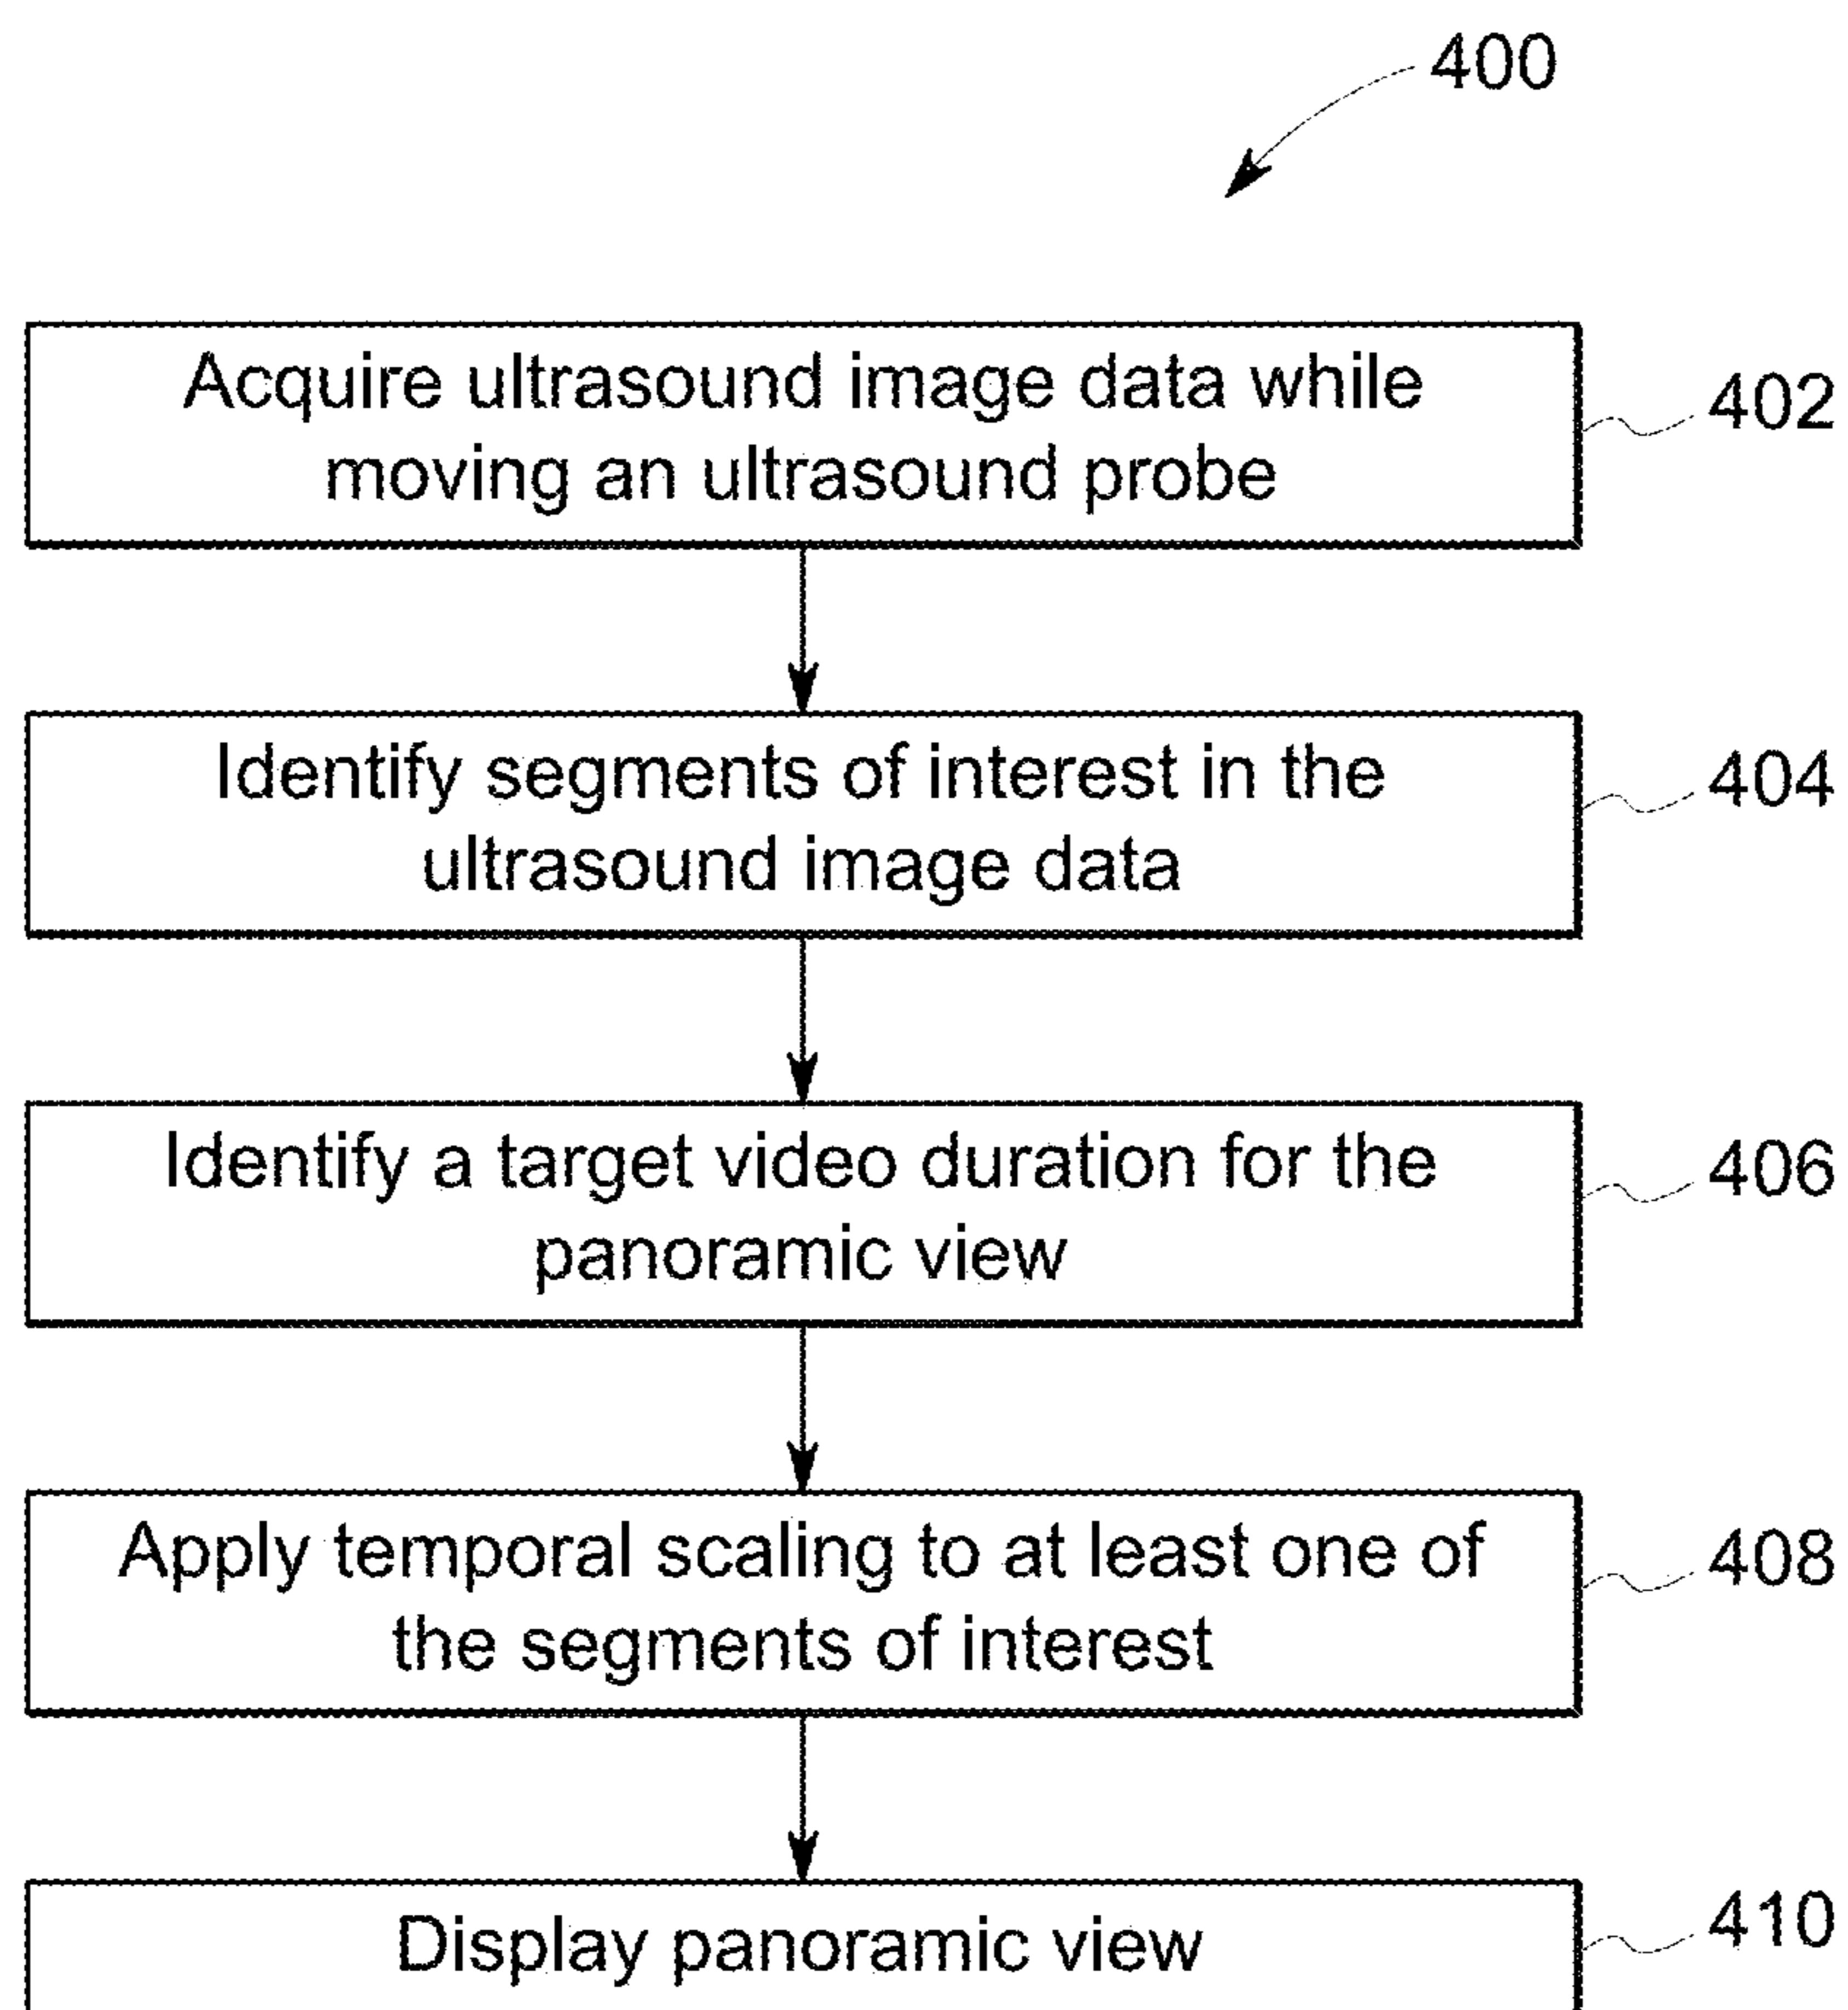 400
Acquire ultrasound image data while
moving an ultrasound probe
402
Identify segments of interest in the
ultrasound image data
404
Identify a target video duration for the
panoramic view
406
Apply temporal scaling to at least one of
the segments of interest
408
Display panoramic view
410